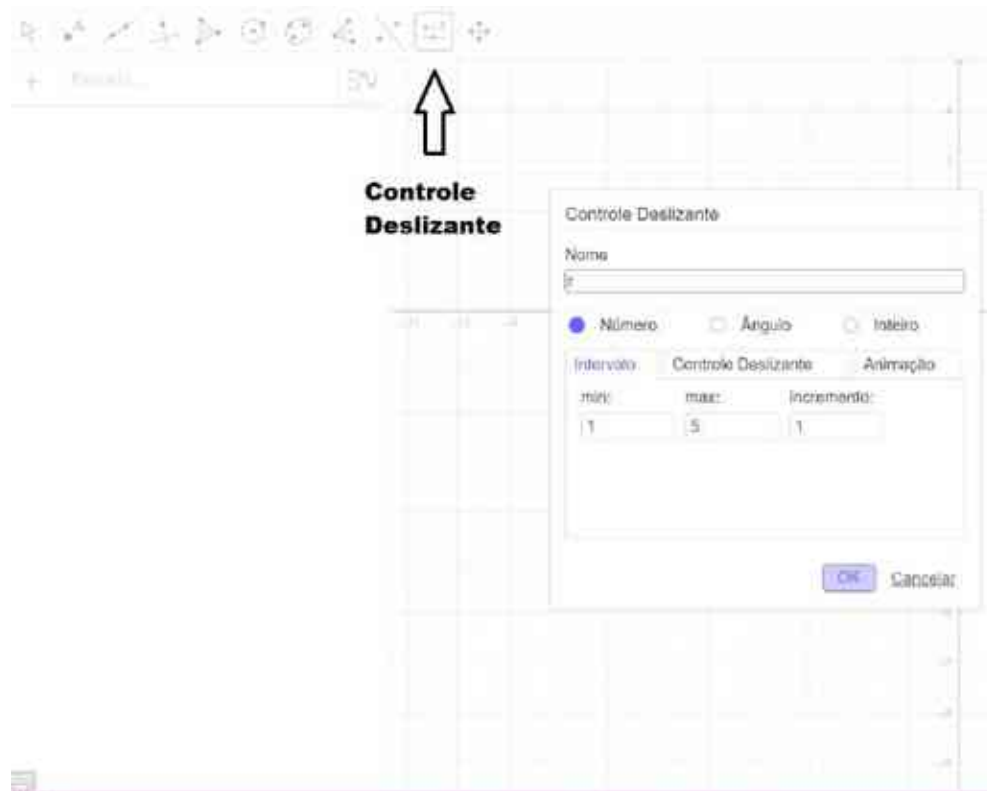 Controle
Deslizante
Controle Deslizante
Nome
r
Número Ângulo Inteiro
Intervalo Controle Deslizante Animação
min: max: Incremento:
1 5 1
OK Cancelar